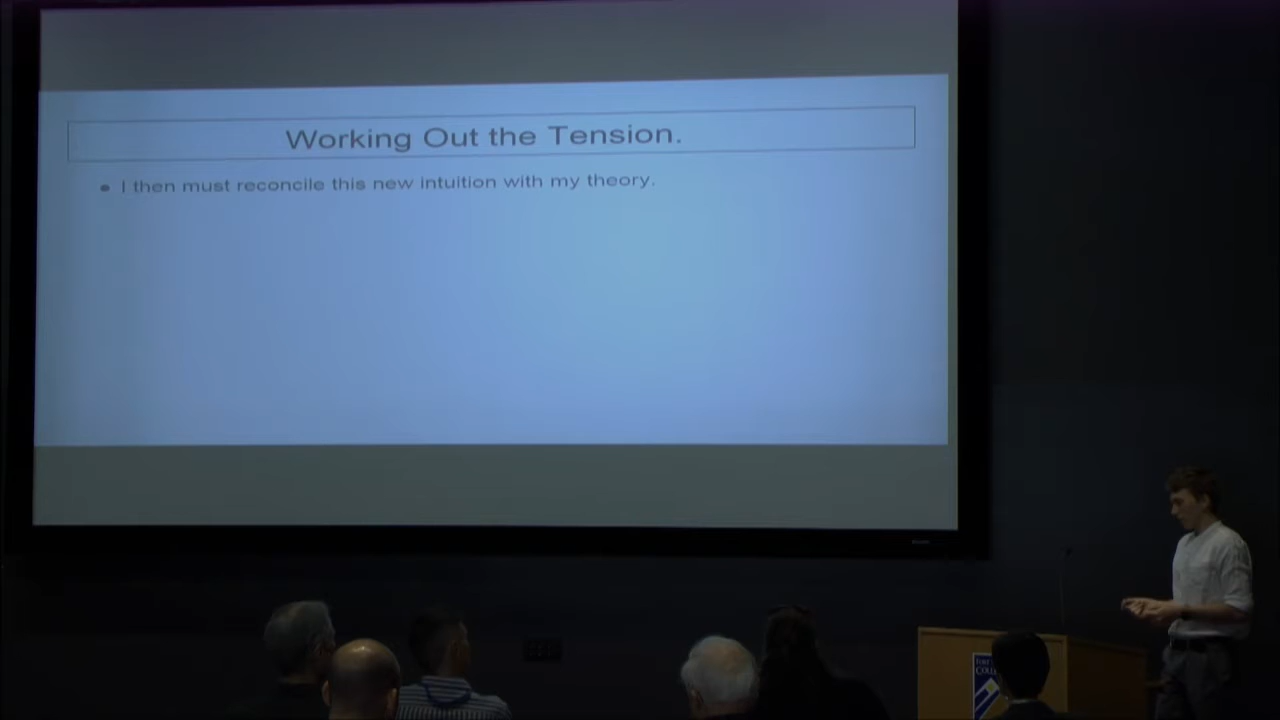 Working Out the Tension.
• I then must reconcile this new intuition with my theory.